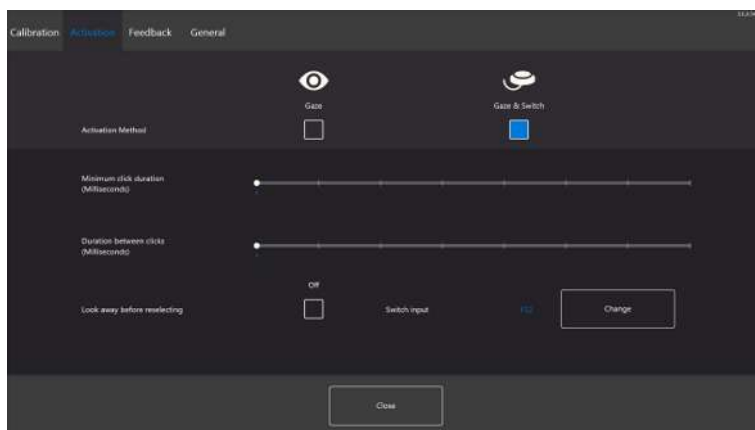 Calibration Activation Feedback General
Gaze Gaze & Switch
Activation Method
Minimum click duration
(Milliseconds)
Duration between clicks
(Milliseconds)
Off
Look away before reselecting Switch input Change
Close